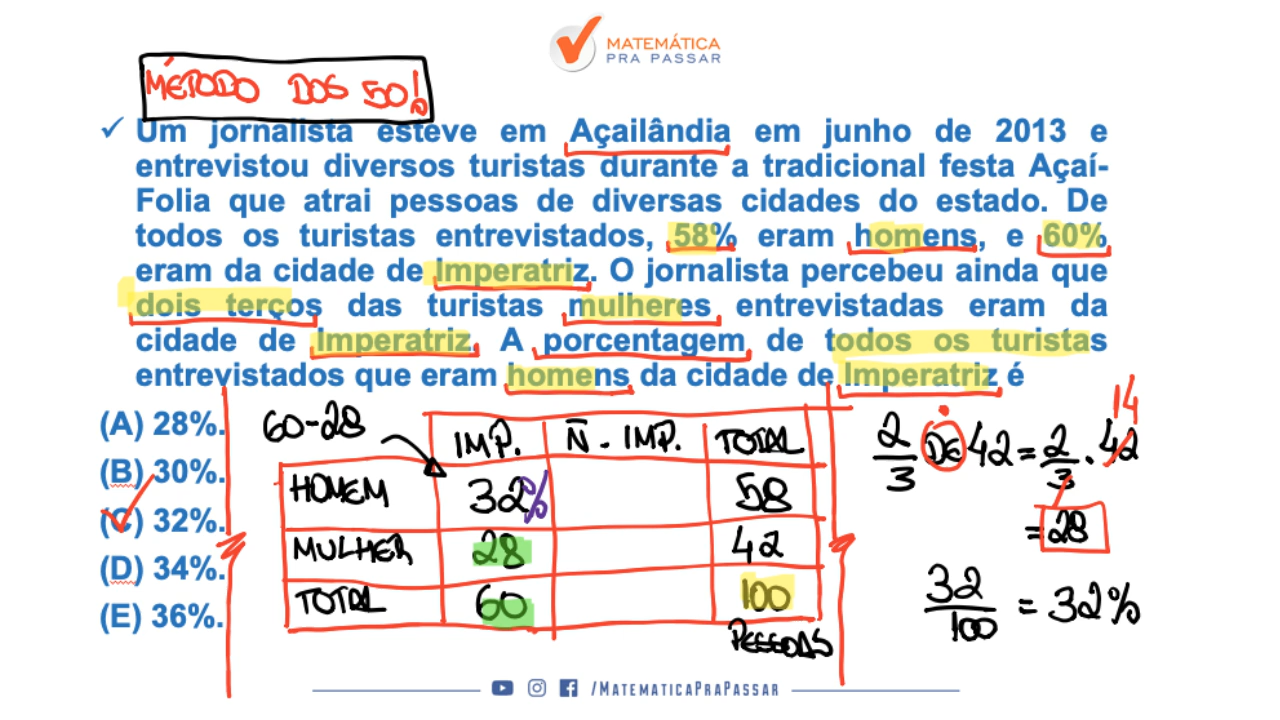 MATEMÁTICA
PRA PASSAR
MÉTODO DOS 50!
✓ Um jornalista esteve em Açailândia em junho de 2013 e
entrevistou diversos turistas durante a tradicional festa Açaí-
Folia que atrai pessoas de diversas cidades do estado. De
todos os turistas entrevistados, 58% eram homens, e 60%
eram da cidade de Imperatriz. O jornalista percebeu ainda que
dois terços das turistas mulheres entrevistadas eram da
cidade de Imperatriz. A porcentagem de todos os turistas
entrevistados que eram homens da cidade de Imperatriz é
(A) 28%.
(B) 30%.
(C) 32%.
(D) 34%.
(E) 36%.
60-28
IMP. Ñ - IMP. TOTAL
HOMEM 32% 58
MULHER 28 42
TOTAL 60 100
PESSOAS
14
2/3 DE 42 = 2/3 . 42
= 28
32/100 = 32%
/MATEMATICAPRAPASSAR